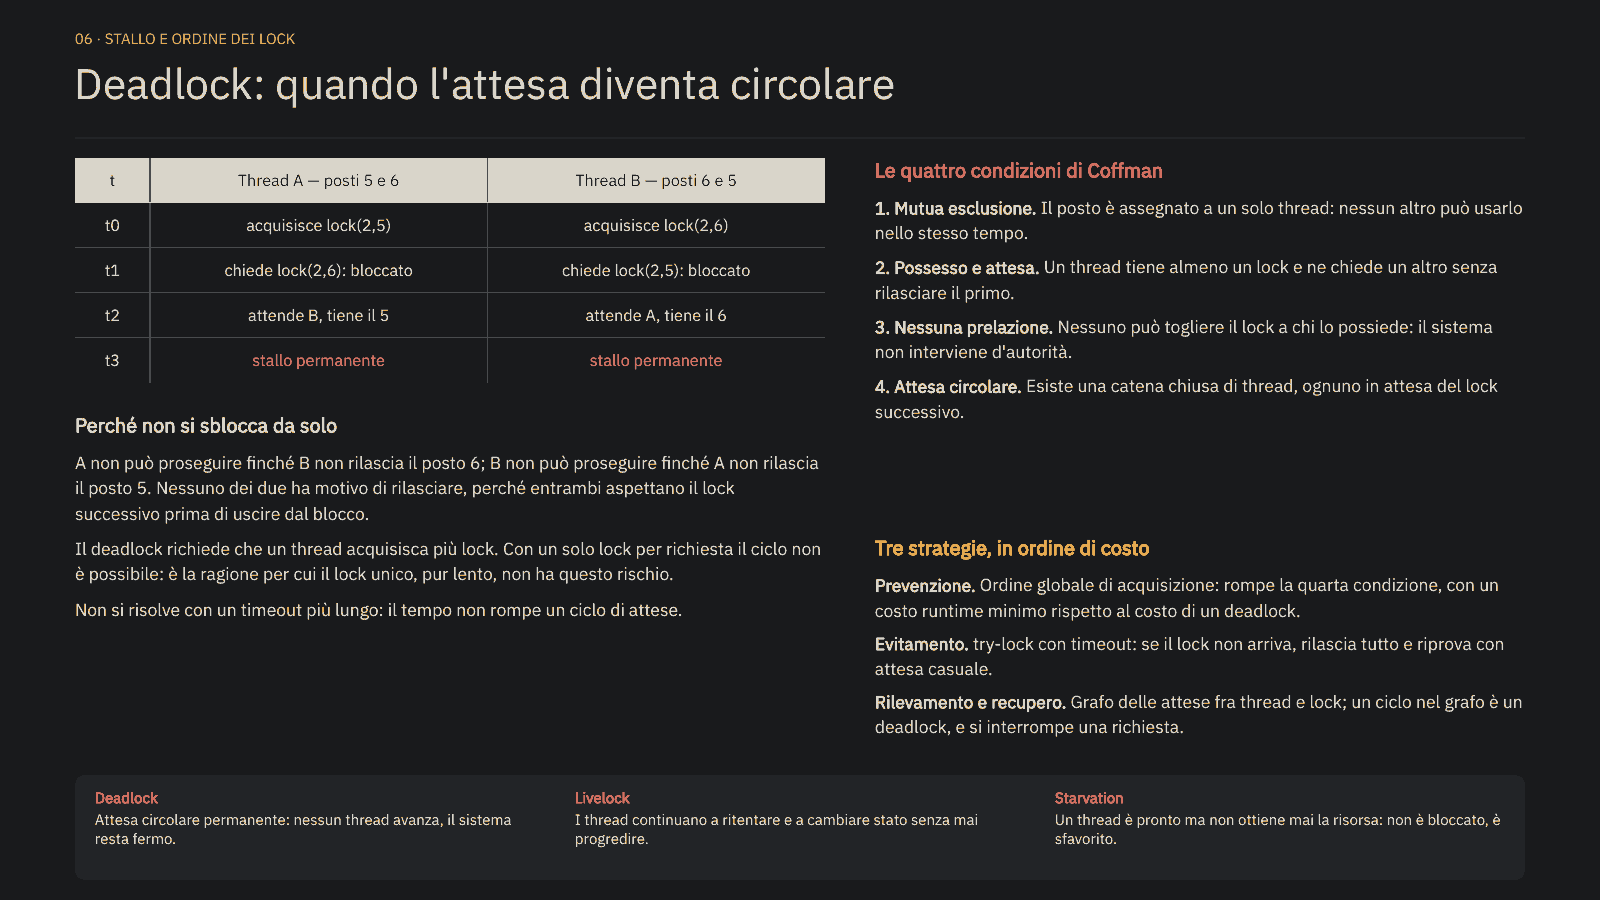 06 · STALLO E ORDINE DEI LOCK
Deadlock: quando l'attesa diventa circolare
t Thread A — posti 5 e 6 Thread B — posti 6 e 5
t0 acquisisce lock(2,5) acquisisce lock(2,6)
t1 chiede lock(2,6): bloccato chiede lock(2,5): bloccato
t2 attende B, tiene il 5 attende A, tiene il 6
t3 stallo permanente stallo permanente
Perché non si sblocca da solo
A non può proseguire finché B non rilascia il posto 6; B non può proseguire finché A non rilascia
il posto 5. Nessuno dei due ha motivo di rilasciare, perché entrambi aspettano il lock
successivo prima di uscire dal blocco.
Il deadlock richiede che un thread acquisisca più lock. Con un solo lock per richiesta il ciclo non
è possibile: è la ragione per cui il lock unico, pur lento, non ha questo rischio.
Non si risolve con un timeout più lungo: il tempo non rompe un ciclo di attese.
Le quattro condizioni di Coffman
1. Mutua esclusione. Il posto è assegnato a un solo thread: nessun altro può usarlo
nello stesso tempo.
2. Possesso e attesa. Un thread tiene almeno un lock e ne chiede un altro senza
rilasciare il primo.
3. Nessuna prelazione. Nessuno può togliere il lock a chi lo possiede: il sistema
non interviene d'autorità.
4. Attesa circolare. Esiste una catena chiusa di thread, ognuno in attesa del lock
successivo.
Tre strategie, in ordine di costo
Prevenzione. Ordine globale di acquisizione: rompe la quarta condizione, con un
costo runtime minimo rispetto al costo di un deadlock.
Evitamento. try-lock con timeout: se il lock non arriva, rilascia tutto e riprova con
attesa casuale.
Rilevamento e recupero. Grafo delle attese fra thread e lock; un ciclo nel grafo è un
deadlock, e si interrompe una richiesta.
Deadlock
Attesa circolare permanente: nessun thread avanza, il sistema
resta fermo.
Livelock
I thread continuano a ritentare e a cambiare stato senza mai
progredire.
Starvation
Un thread è pronto ma non ottiene mai la risorsa: non è bloccato, è
sfavorito.